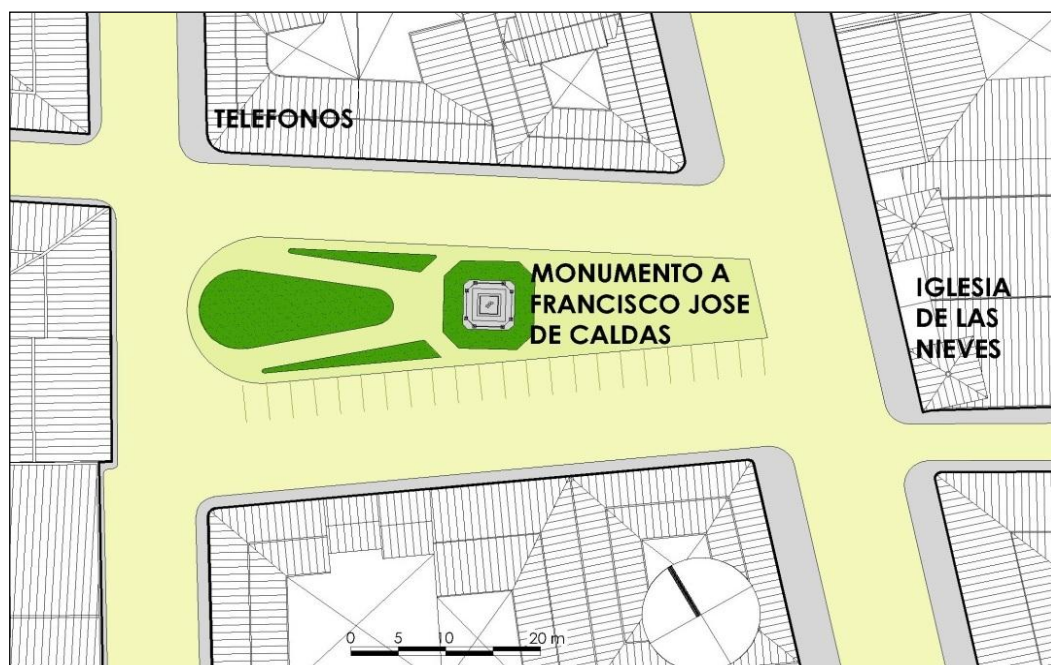 TELEFONOS
MONUMENTO A
FRANCISCO JOSE
DE CALDAS
IGLESIA
DE LAS
NIEVES
0 5 10 20 m